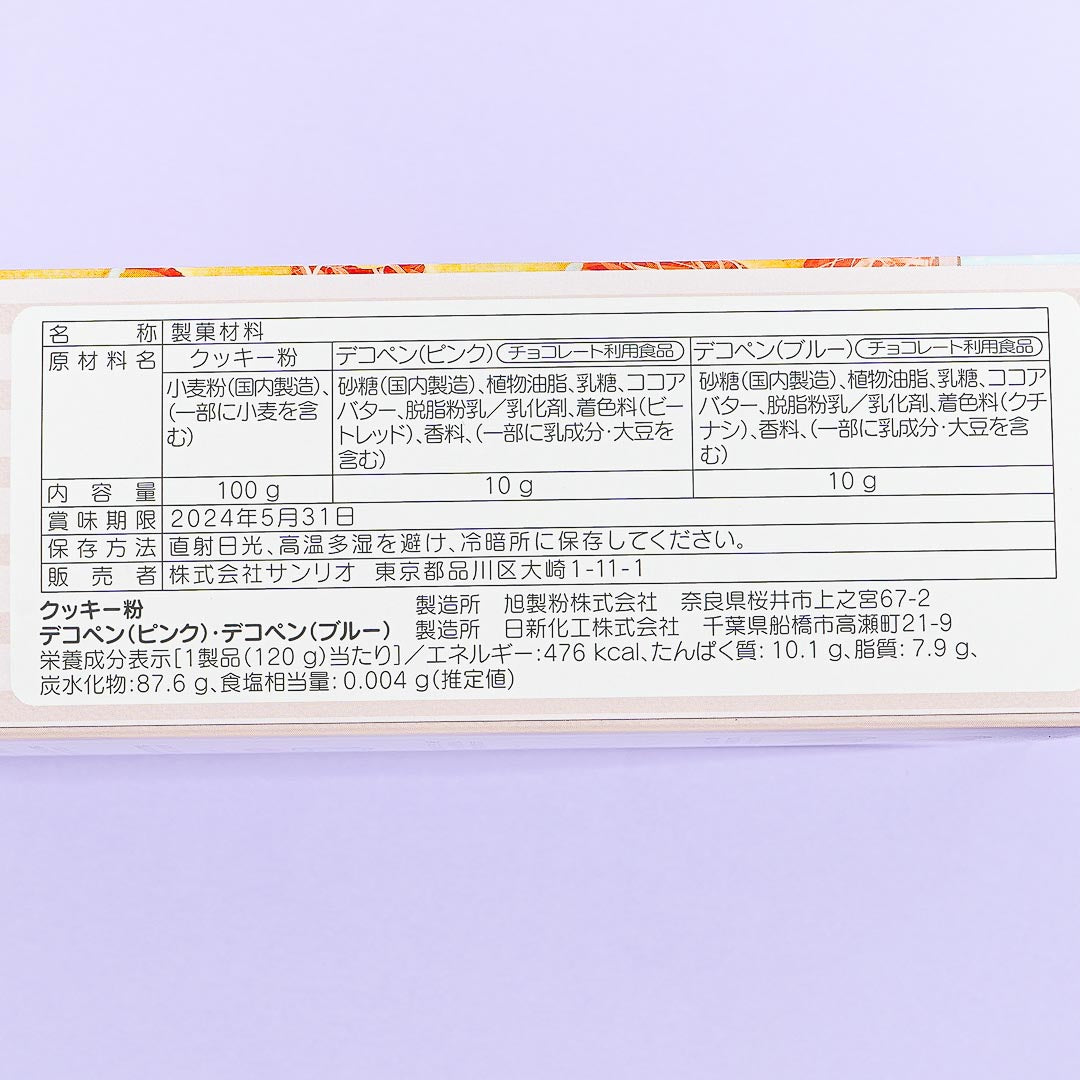 名称 製菓材料
原材料名 クッキー粉 デコペン(ピンク)(チョコレート利用食品) デコペン(ブルー)(チョコレート利用食品)
小麦粉(国内製造)、
(一部に小麦を含
む)
砂糖(国内製造)、植物油脂、乳糖、ココア
バター、脱脂粉乳/乳化剤、着色料(ビー
トレッド)、香料、(一部に乳成分・大豆を
含む)
砂糖(国内製造)、植物油脂、乳糖、ココア
バター、脱脂粉乳/乳化剤、着色料(クチ
ナシ)、香料、(一部に乳成分・大豆を含
む)
内容量 100 g 10 g 10 g
賞味期限 2024年5月31日
保存方法 直射日光、高温多湿を避け、冷暗所に保存してください。
販売者 株式会社サンリオ 東京都品川区大崎1-11-1
クッキー粉 製造所 旭製粉株式会社 奈良県桜井市上之宮67-2
デコペン(ピンク)・デコペン(ブルー) 製造所 日新化工株式会社 千葉県船橋市高瀬町21-9
栄養成分表示[1製品(120 g)当たり]/エネルギー:476 kcal、たんぱく質:10.1 g、脂質:7.9 g、
炭水化物:87.6 g、食塩相当量:0.004 g(推定値)